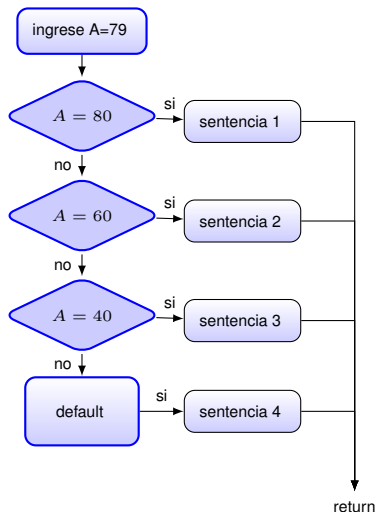 ingrese A=79
A = 80
si
sentencia 1
no
A = 60
si
sentencia 2
no
A = 40
si
sentencia 3
no
default
si
sentencia 4
return